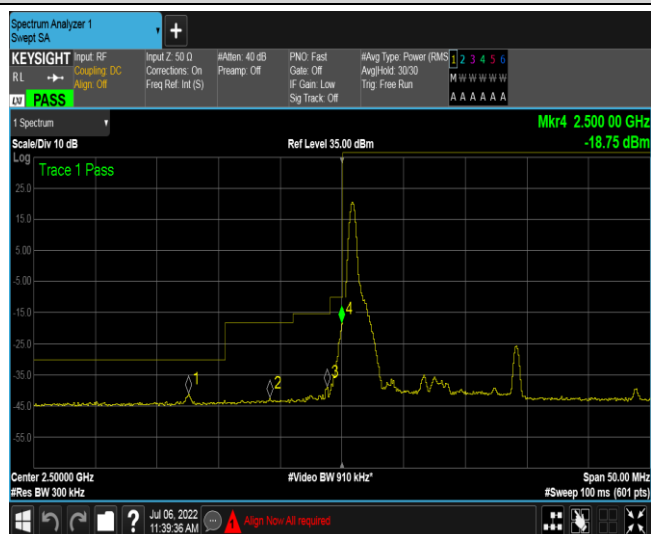 Spectrum Analyzer 1
Swept SA
+
KEYSIGHT Input: RF Input Z: 50 Ω #Atten: 40 dB PNO: Fast #Avg Type: Power (RMS 1 2 3 4 5 6
RL Coupling: DC Corrections: On Preamp: Off Gate: Off Avg|Hold: 30/30 M W W W W W
Align: Off Freq Ref: Int (S) IF Gain: Low Trig: Free Run
LXI PASS Sig Track: Off A A A A A A
1 Spectrum Mkr4 2.500 00 GHz
Scale/Div 10 dB Ref Level 35.00 dBm -18.75 dBm
Log
Trace 1 Pass
25.0
15.0
5.00
-5.00
-15.0
4
-25.0
-35.0
1 2 3
-45.0
-55.0
Center 2.50000 GHz #Video BW 910 kHz* Span 50.00 MHz
#Res BW 300 kHz #Sweep 100 ms (601 pts)
? Jul 06, 2022
11:39:36 AM 1 Align Now All required